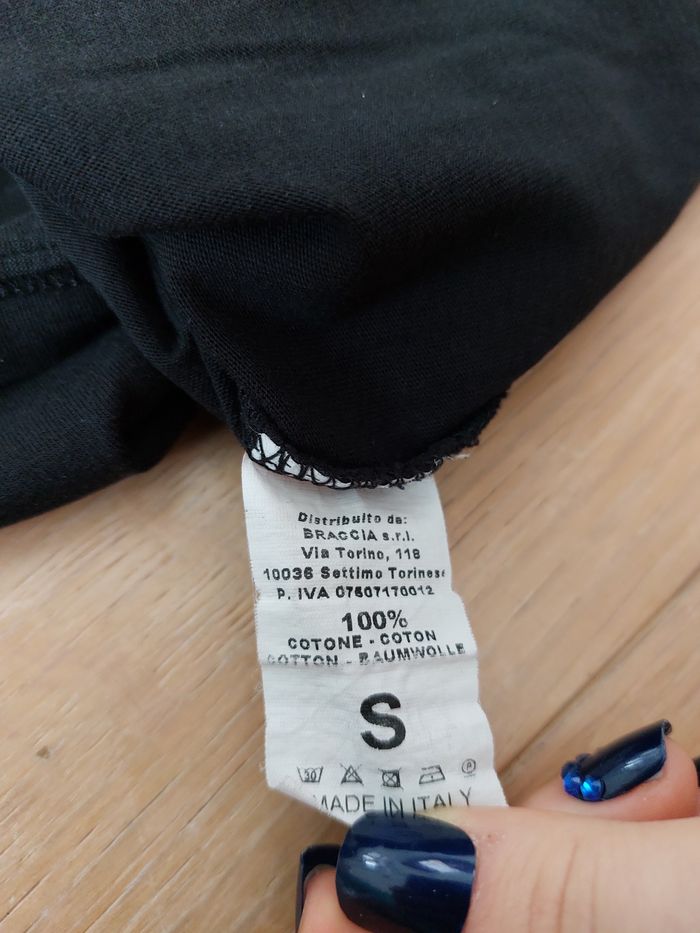 Distribuito da:
BRACCIA s.r.l.
Via Torino, 118
10036 Settimo Torinese
P. IVA 07507170012
100%
COTONE - COTON
COTTON - BAUMWOLLE
S
30
MADE IN ITALY